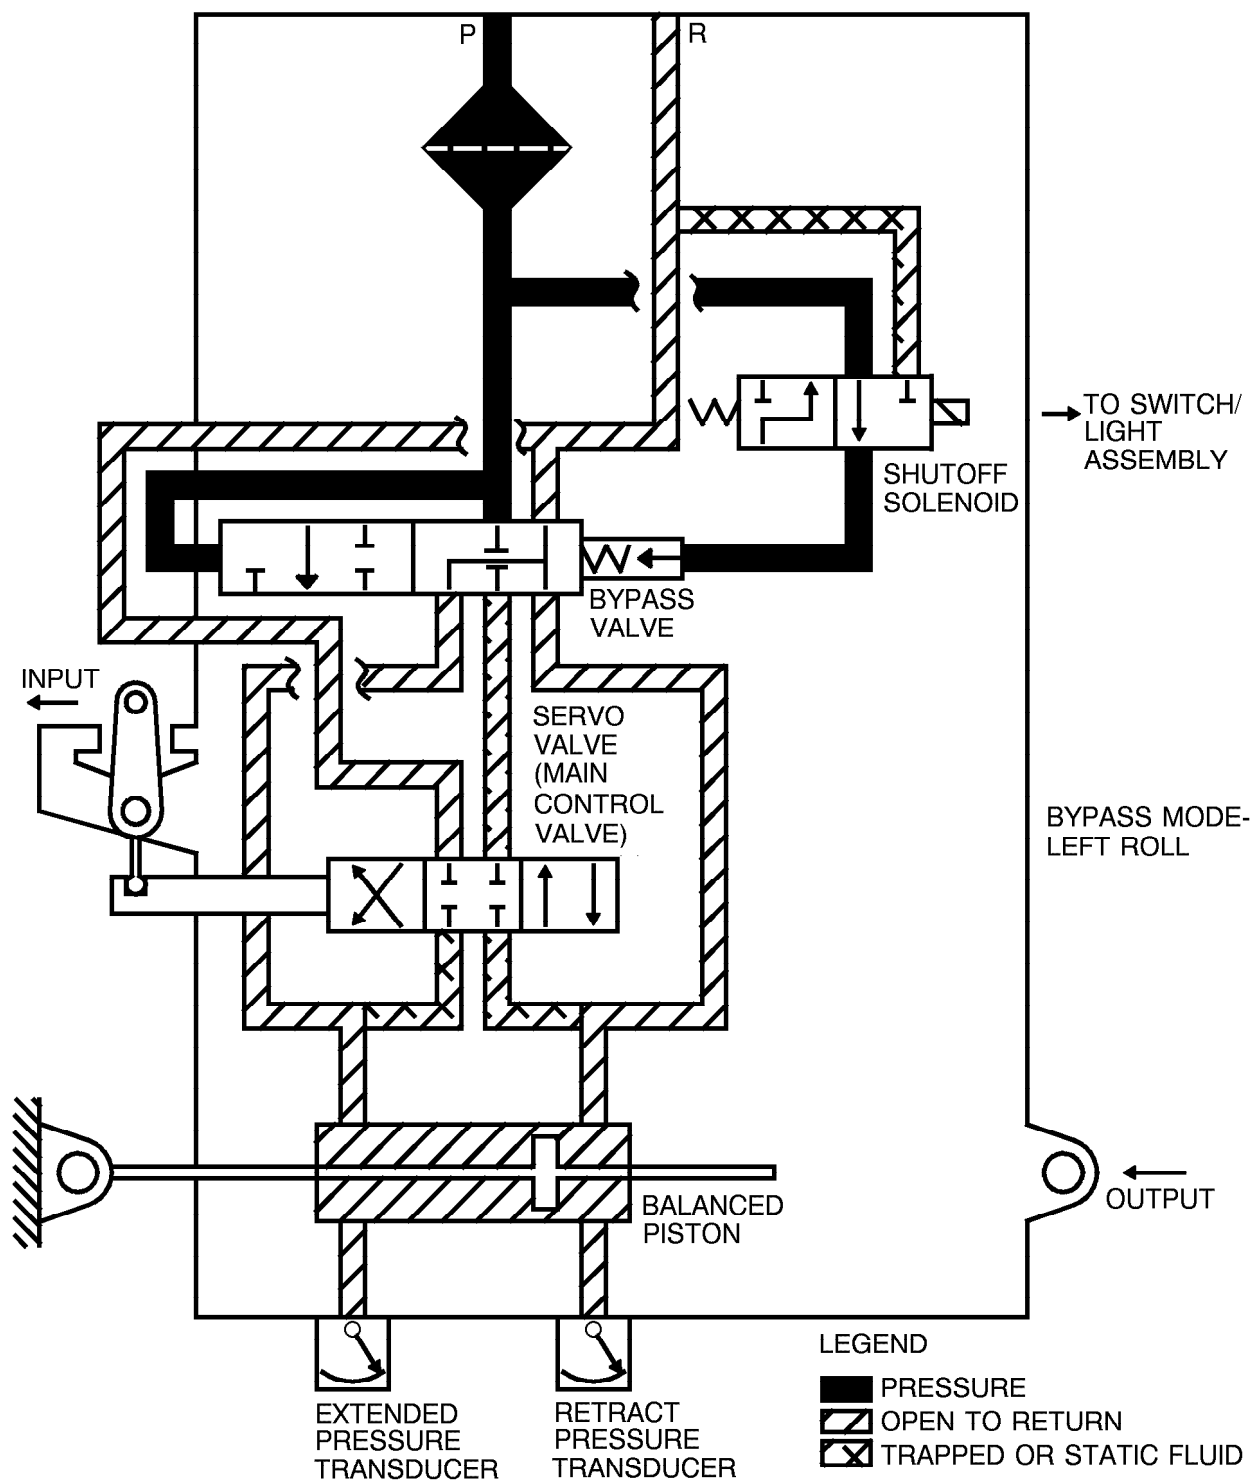 P
R
TO SWITCH/
LIGHT
ASSEMBLY
SHUTOFF
SOLENOID
BYPASS
VALVE
INPUT
SERVO
VALVE
(MAIN
CONTROL
VALVE)
BYPASS MODE-
LEFT ROLL
OUTPUT
BALANCED
PISTON
LEGEND
PRESSURE
OPEN TO RETURN
TRAPPED OR STATIC FLUID
EXTENDED
PRESSURE
TRANSDUCER
RETRACT
PRESSURE
TRANSDUCER